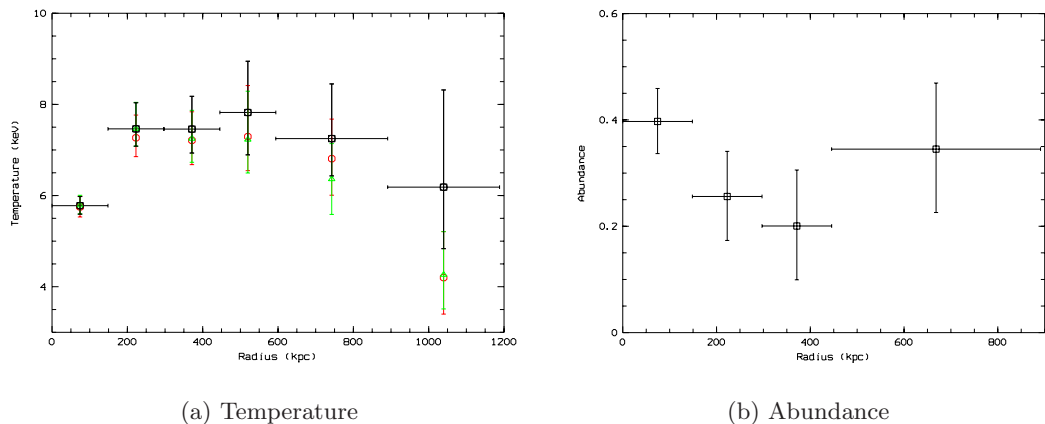 10
8
6
4
Temperature (keV)
0 200 400 600 800 1000 1200
Radius (kpc)
(a) Temperature
0.6
0.4
0.2
0
Abundance
0 200 400 600 800
Radius (kpc)
(b) Abundance